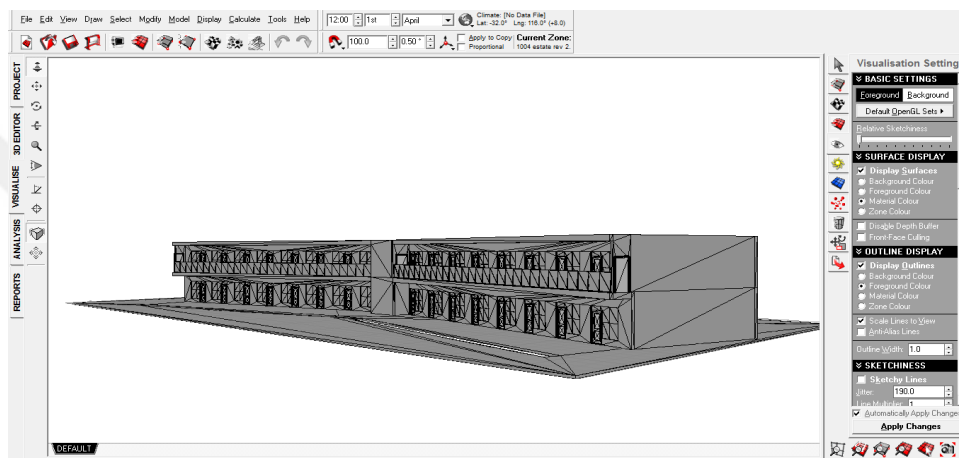 File Edit View Draw Select Modify Model Display Calculate Tools Help
12:00 1st April
Climate: [No Data File]
Lat: -32.0° Lng: 116.0° (+8.0)
100.0 0.50 °
Apply to Copy
Proportional
Current Zone:
1004 estate rev 2.
PROJECT
3D EDITOR
VISUALISE
ANALYSIS
REPORTS
DEFAULT
Visualisation Setting
BASIC SETTINGS
Foreground Background
Default OpenGL Sets
Relative Sketchiness
SURFACE DISPLAY
Display Surfaces
Background Colour
Foreground Colour
Material Colour
Zone Colour
Disable Depth Buffer
Front-Face Culling
OUTLINE DISPLAY
Display Outlines
Background Colour
Foreground Colour
Material Colour
Zone Colour
Scale Lines to View
Anti-Alias Lines
Outline Width: 1.0
SKETCHINESS
Sketchy Lines
Jitter: 190.0
Line Multiplier: 1
Automatically Apply Change
Apply Changes